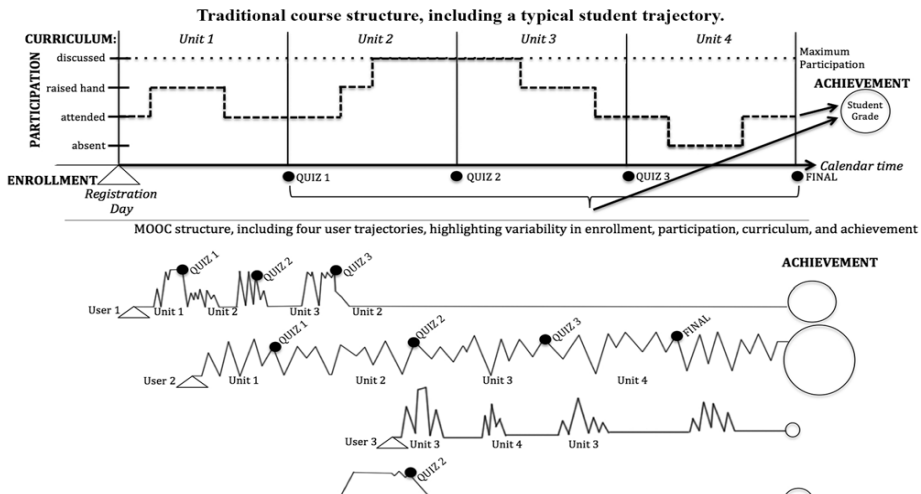 Traditional course structure, including a typical student trajectory.
CURRICULUM: Unit 1 Unit 2 Unit 3 Unit 4
PARTICIPATION
discussed
raised hand
attended
absent
Maximum
Participation
ACHIEVEMENT
Student
Grade
Calendar time
ENROLLMENT
Registration
Day
QUIZ 1 QUIZ 2 QUIZ 3 FINAL
MOOC structure, including four user trajectories, highlighting variability in enrollment, participation, curriculum, and achievement
ACHIEVEMENT
QUIZ 1 QUIZ 2 QUIZ 3
User 1 Unit 1 Unit 2 Unit 3 Unit 2
QUIZ 1 QUIZ 2 QUIZ 3 FINAL
User 2 Unit 1 Unit 2 Unit 3 Unit 4
User 3 Unit 3 Unit 4 Unit 3
QUIZ 2